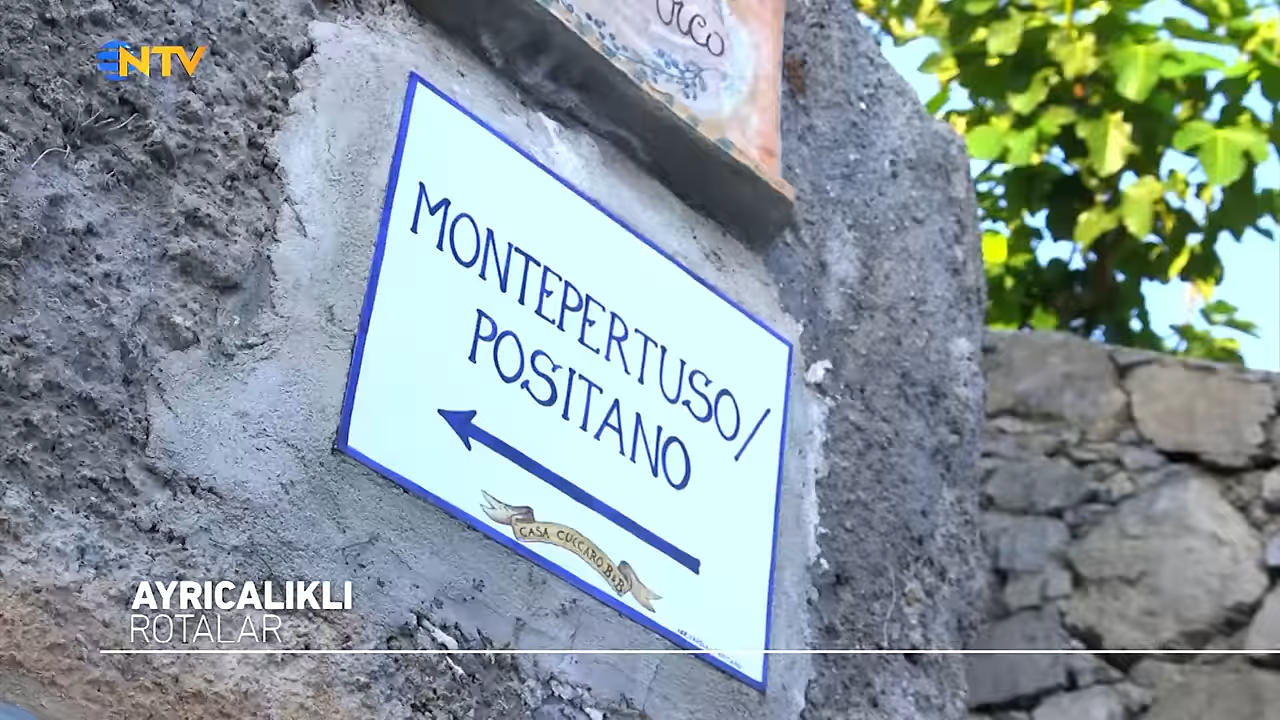 NTV
MONTEPERTUSO/
POSITANO
CASA CUCCARO B&B
AYRICALIKLI
ROTALAR